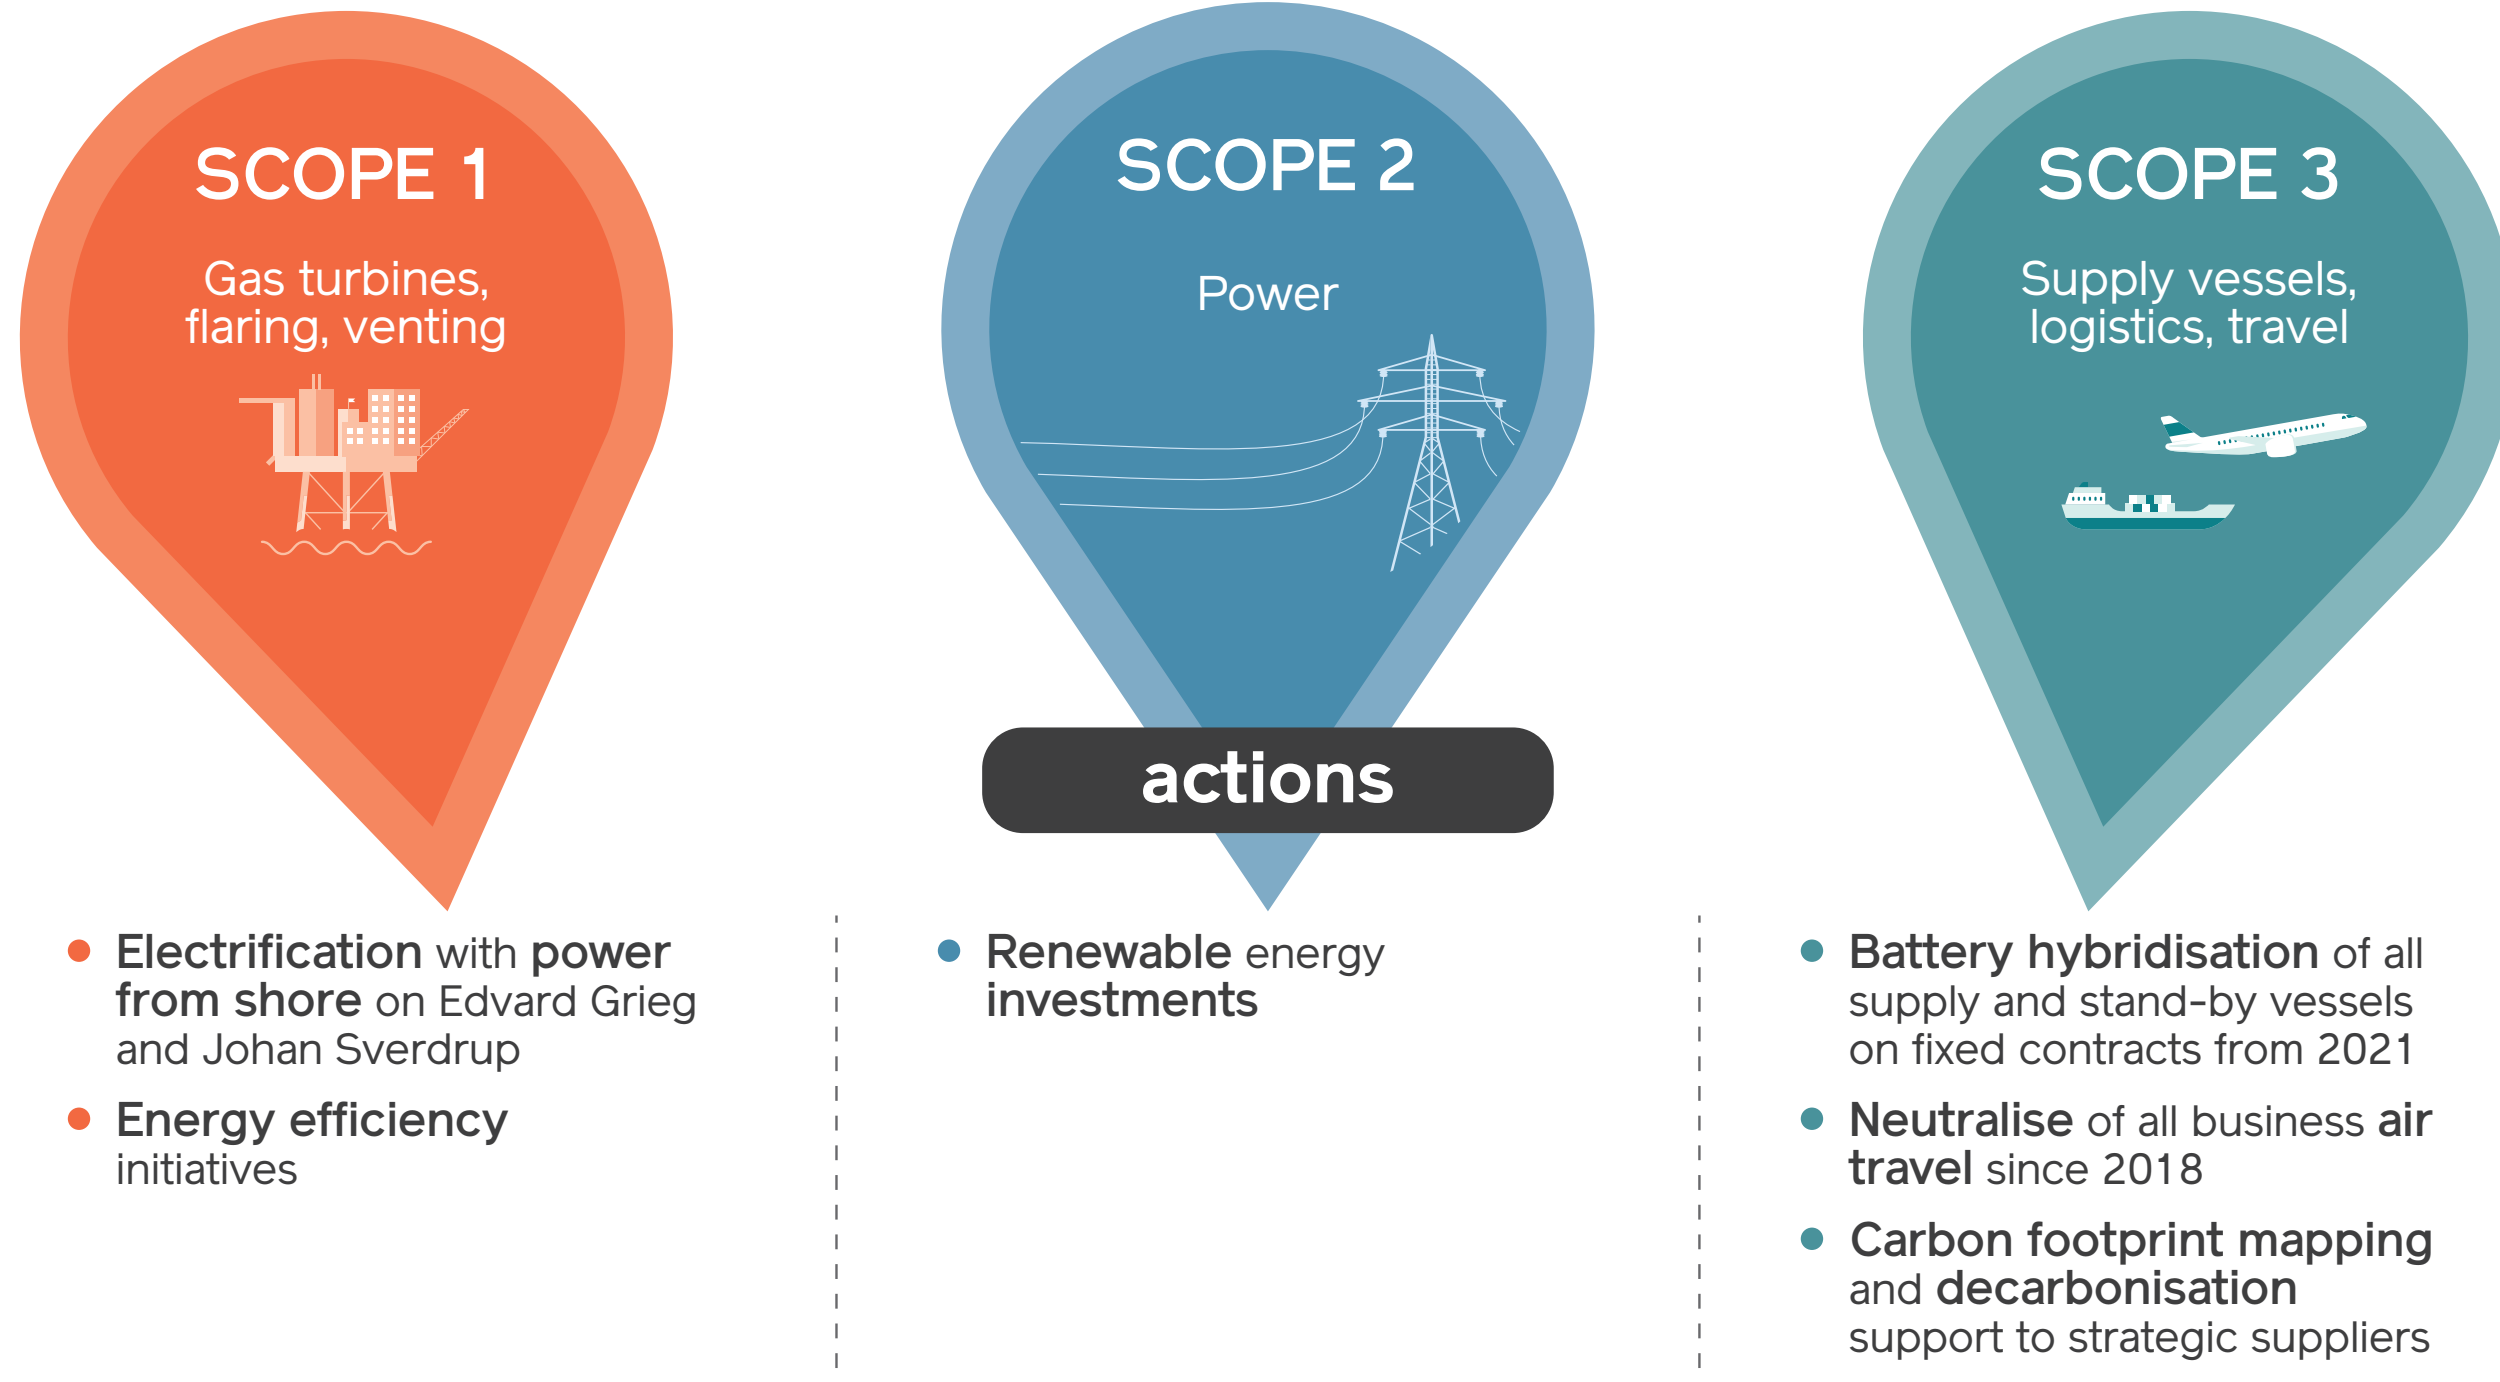 SCOPE 1
Gas turbines,
flaring, venting
SCOPE 2
Power
SCOPE 3
Supply vessels,
logistics, travel
actions
Electrification with power
from shore on Edvard Grieg
and Johan Sverdrup
Energy efficiency
initiatives
Renewable energy
investments
Battery hybridisation of all
supply and stand-by vessels
on fixed contracts from 2021
Neutralise of all business air
travel since 2018
Carbon footprint mapping
and decarbonisation
support to strategic suppliers